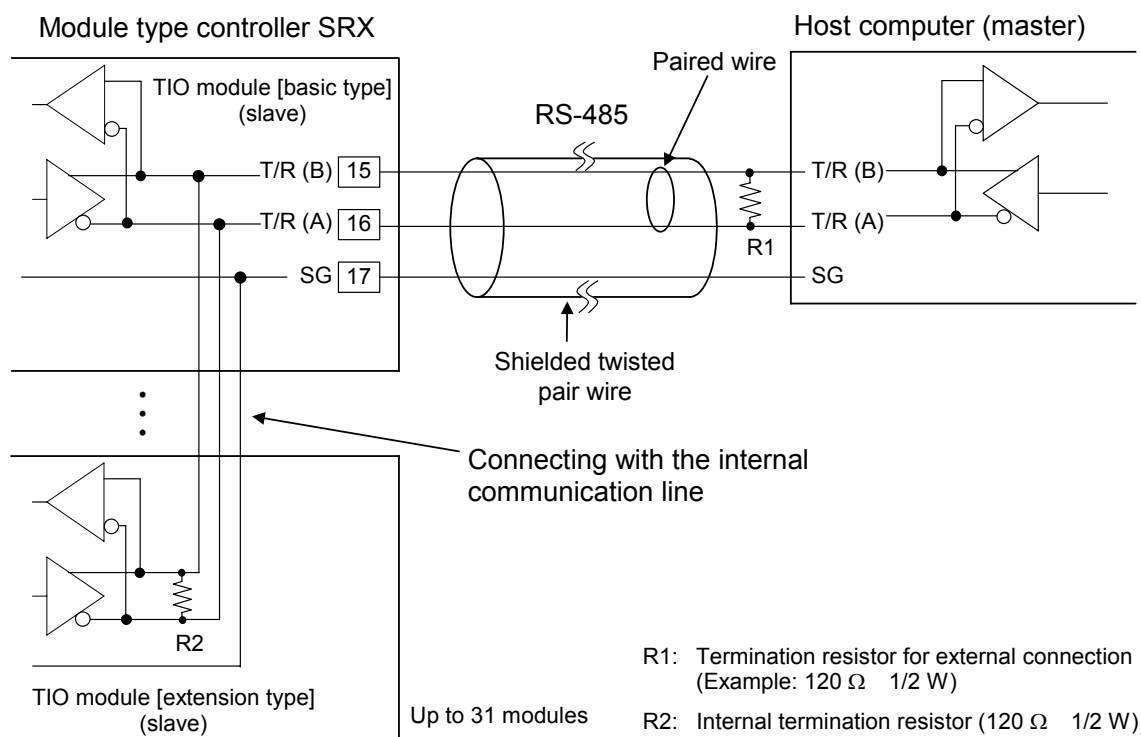 Module type controller SRX
Host computer (master)
TIO module [basic type]
(slave)
Paired wire
RS-485
T/R (B) 15
T/R (A) 16
SG 17
R1
T/R (B)
T/R (A)
SG
Shielded twisted
pair wire
Connecting with the internal
communication line
R2
TIO module [extension type]
(slave)
Up to 31 modules
R1: Termination resistor for external connection
(Example: 120 Ω 1/2 W)
R2: Internal termination resistor (120 Ω 1/2 W)